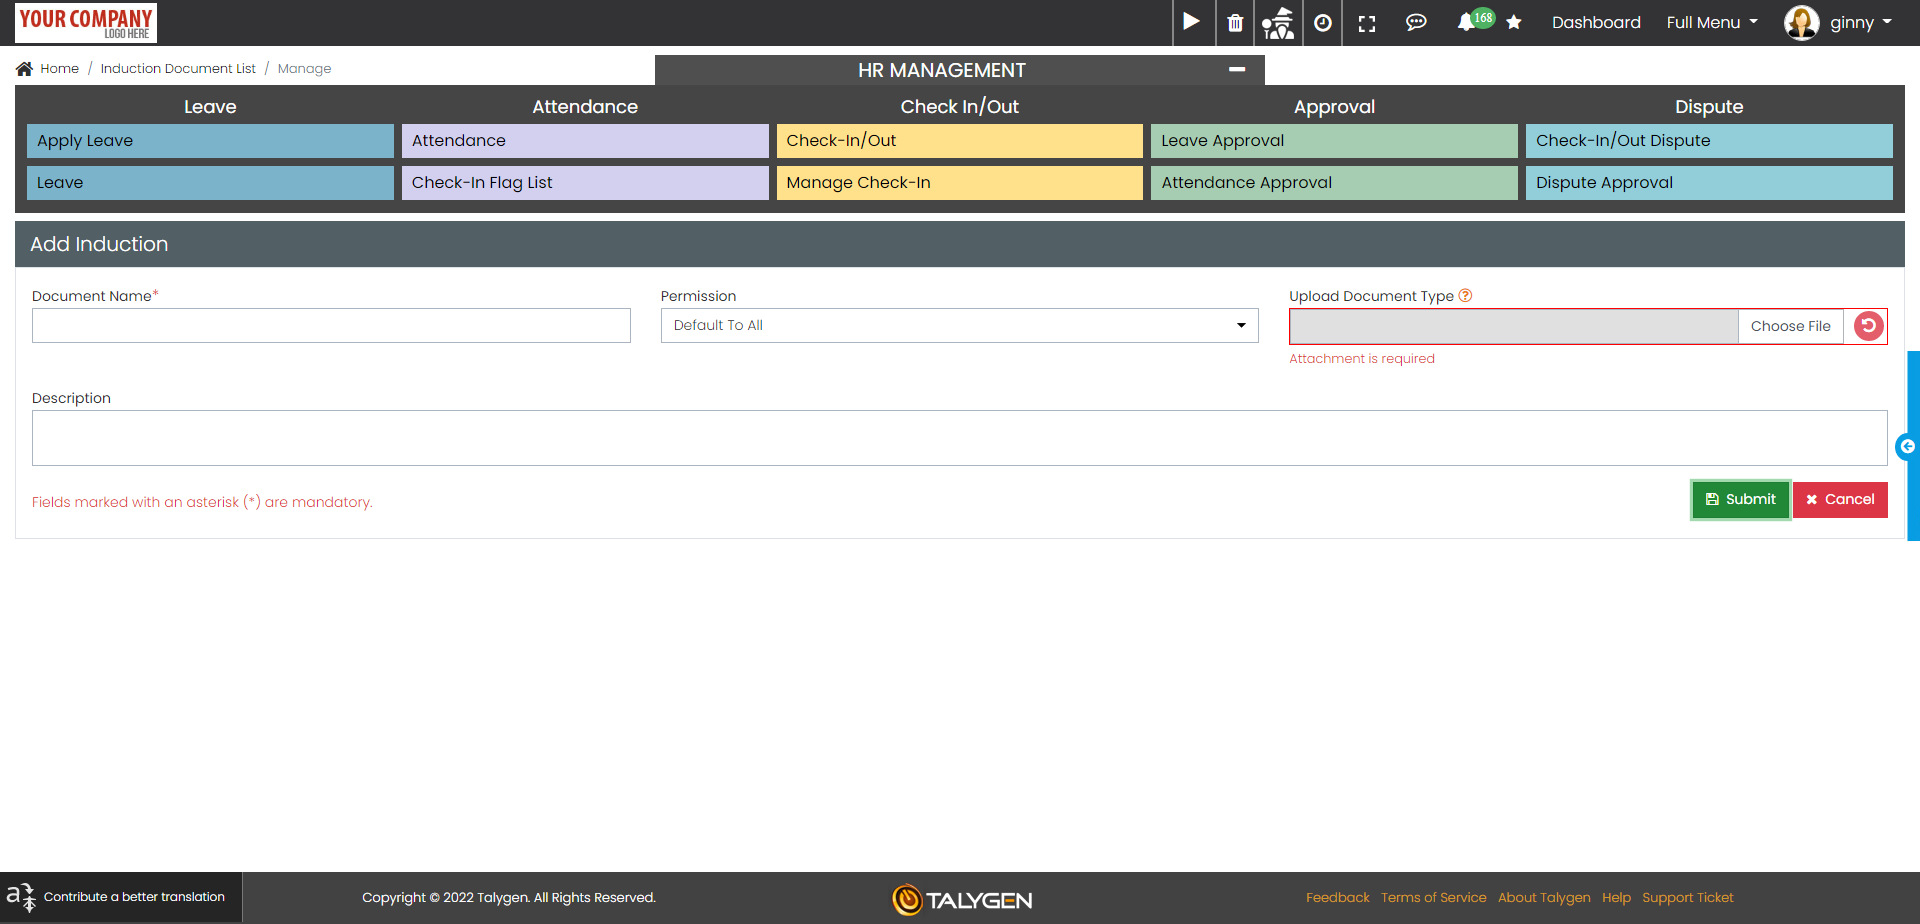 YOUR COMPANY
LOGO HERE
168
Dashboard
Full Menu
ginny
Home / Induction Document List / Manage
HR MANAGEMENT
Leave
Attendance
Check In/Out
Approval
Dispute
Apply Leave
Attendance
Check-In/Out
Leave Approval
Check-In/Out Dispute
Leave
Check-In Flag List
Manage Check-In
Attendance Approval
Dispute Approval
Add Induction
Document Name*
Permission
Upload Document Type ?
Default To All
Choose File
Attachment is required
Description
Fields marked with an asterisk (*) are mandatory.
Submit
Cancel
a Contribute a better translation
Copyright © 2022 Talygen. All Rights Reserved.
TALYGEN
Feedback
Terms of Service
About Talygen
Help
Support Ticket